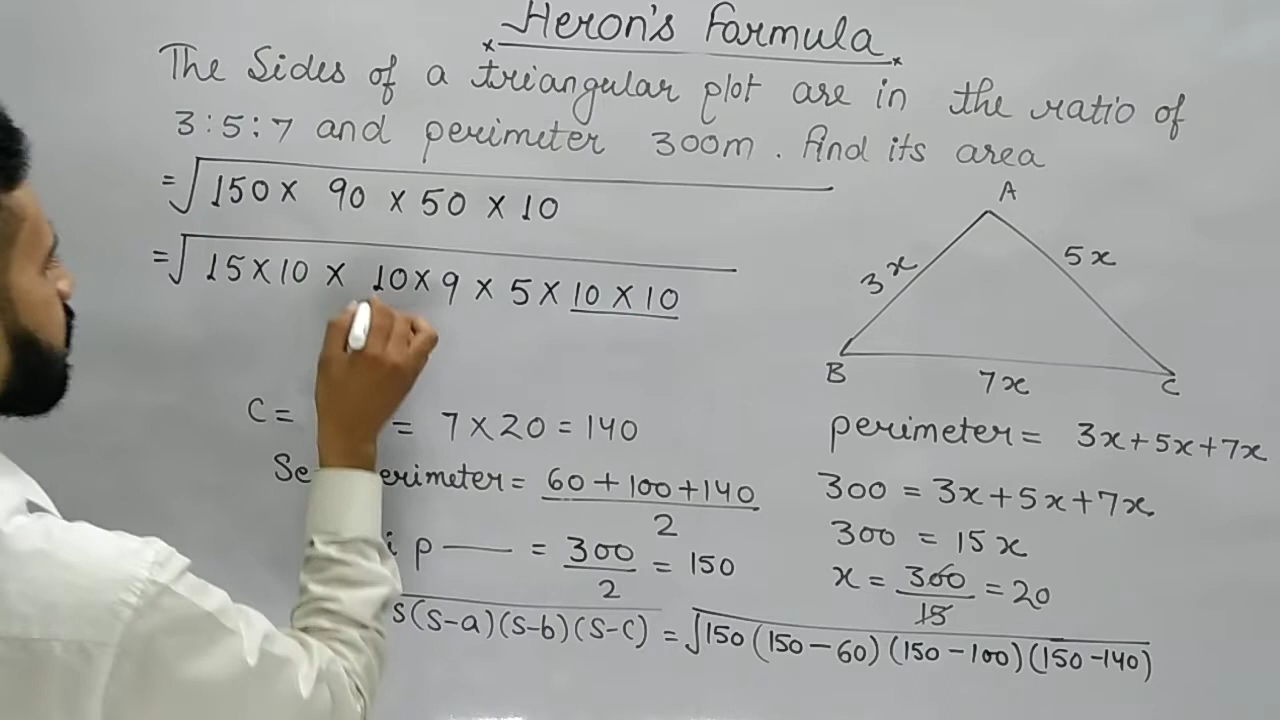 Heron's Formula
The Sides of a triangular plot are in the ratio of
3:5:7 and perimeter 300m. find its area
=√150 × 90 × 50 × 10
=√15×10 × 10×9 × 5×10×10
A
3x
5x
B
7x
C
C= = 7×20=140
perimeter= 3x+5x+7x
60+100+140
2
300 =3x+5x+7x
p — = 300/2 = 150
300 = 15x
x= 300/15 =20
s(s-a)(s-b)(s-c) =√150(150-60)(150-100)(150-140)